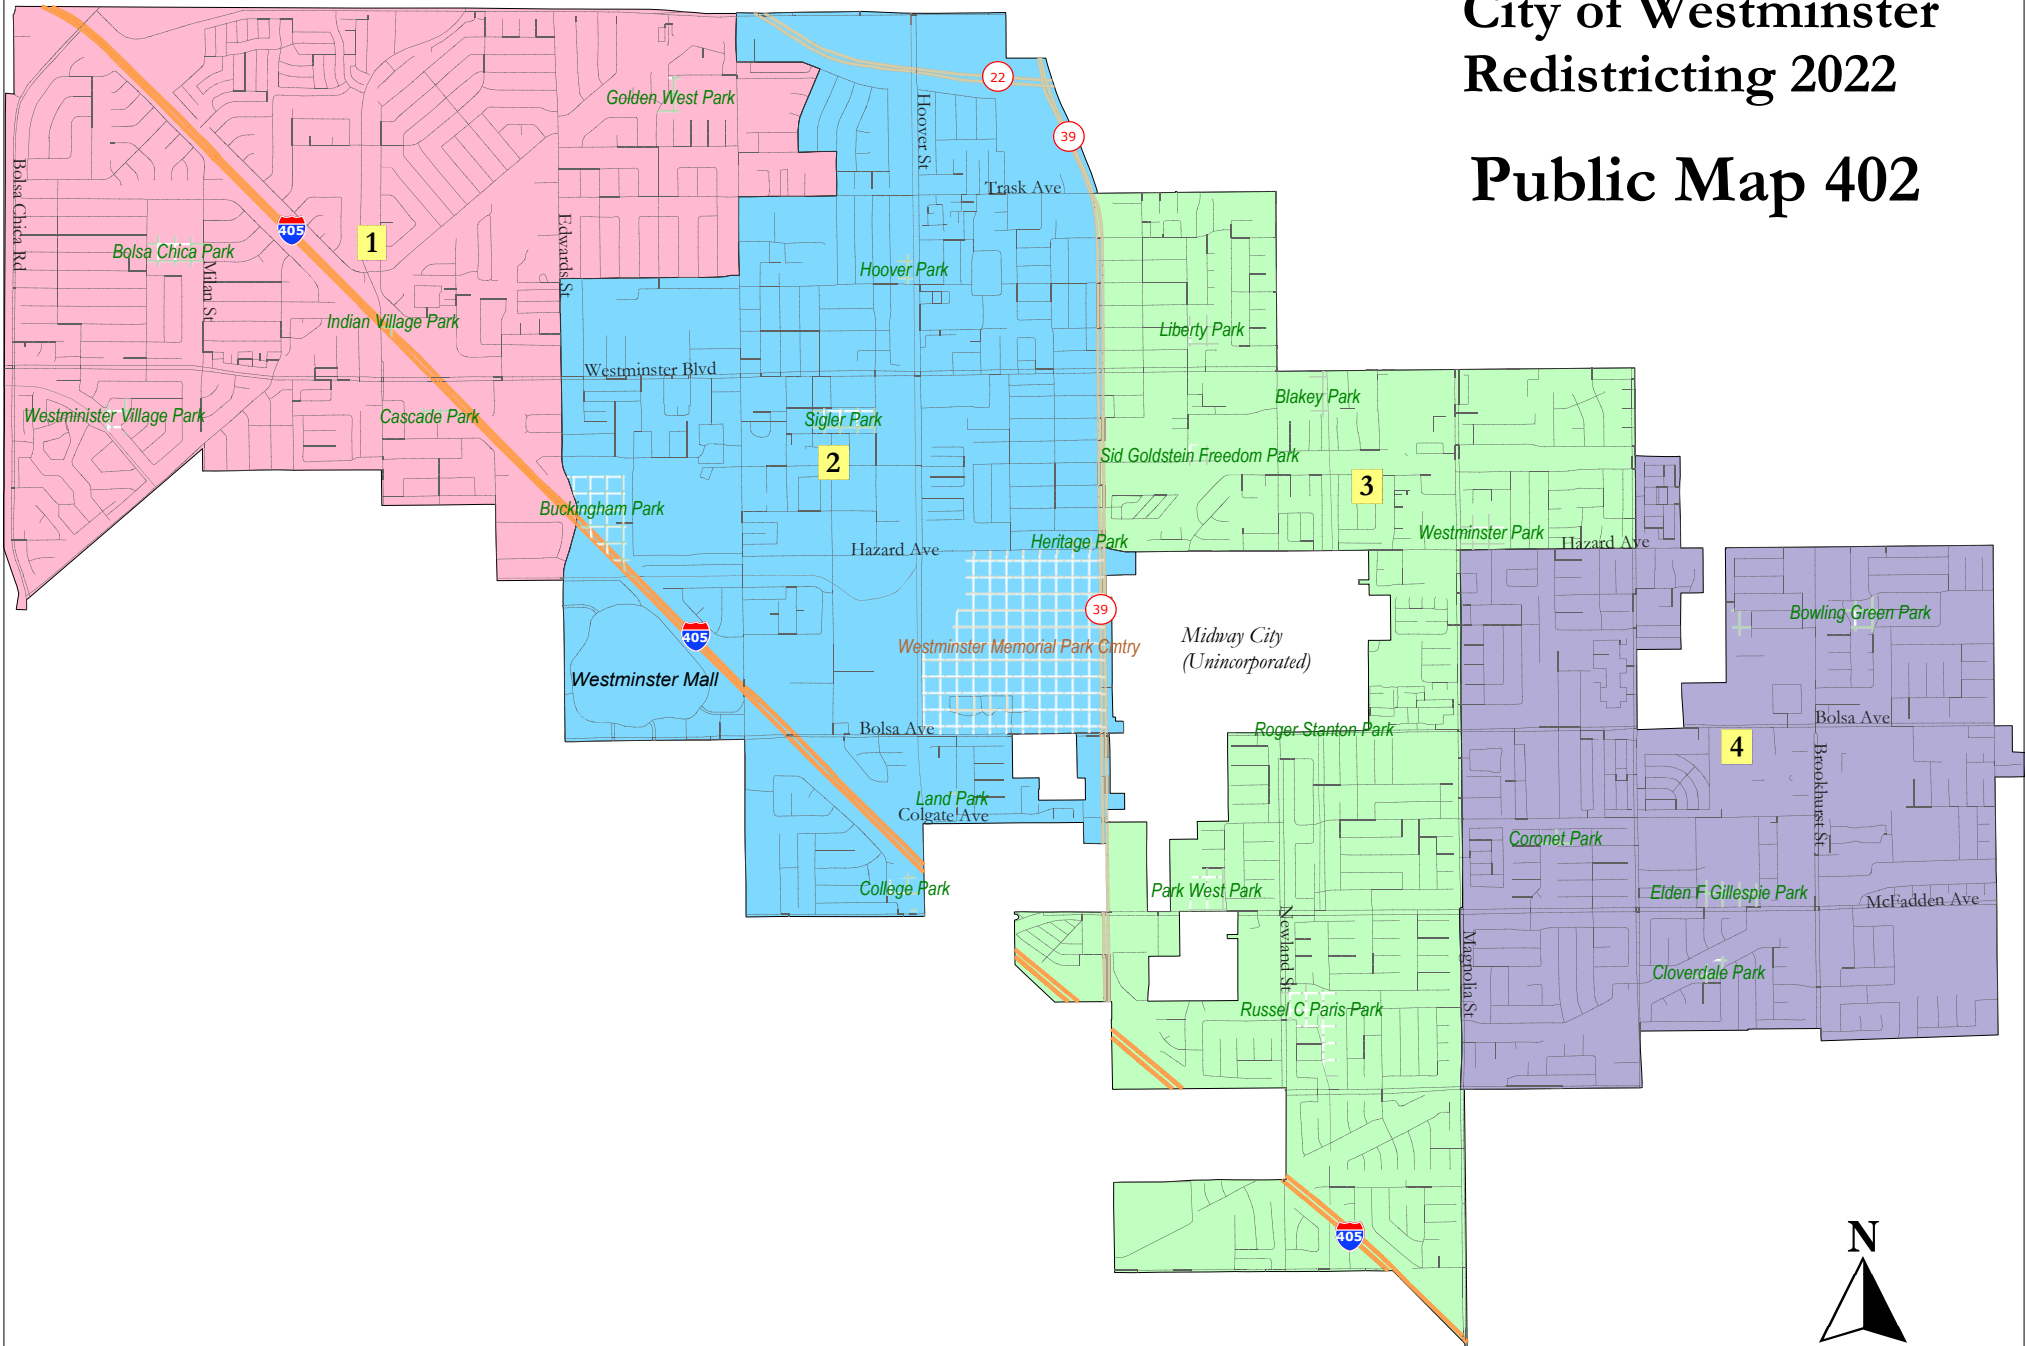 City of Westminster
Redistricting 2022
Public Map 402
22
Golden West Park
Hoover St
39
Trask Ave
Bolsa Chica Rd
405
1
Edwards St
Bolsa Chica Park
Milan St
Hoover Park
Indian Village Park
Liberty Park
Westminster Blvd
Blakey Park
Westminister Village Park
Cascade Park
Sigler Park
2
Sid Goldstein Freedom Park
3
Buckingham Park
Westminster Park
Heritage Park
Hazard Ave
Hazard Ave
39
Bowling Green Park
405
Midway City
(Unincorporated)
Westminster Memorial Park Cmtry
Westminster Mall
Bolsa Ave
Roger Stanton Park
Bolsa Ave
4
Brookhurst St
Land Park
Colgate Ave
Coronet Park
College Park
Park West Park
Elden F Gillespie Park
McFadden Ave
Newland St
Magnolia St
Cloverdale Park
Russel C Paris Park
405
N